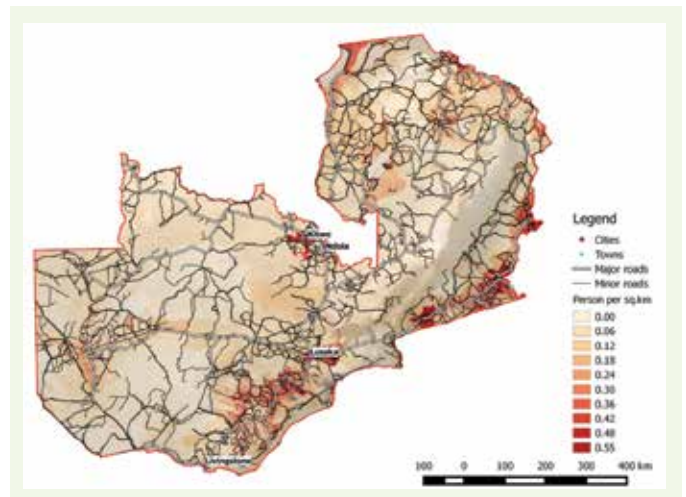 Kitwe
Ndola
Lusaka
Livingstone
Legend
Cities
Towns
Major roads
Minor roads
Person per sq.km
0.00
0.06
0.12
0.18
0.24
0.30
0.36
0.42
0.48
0.55
100 0 100 200 300 400 km